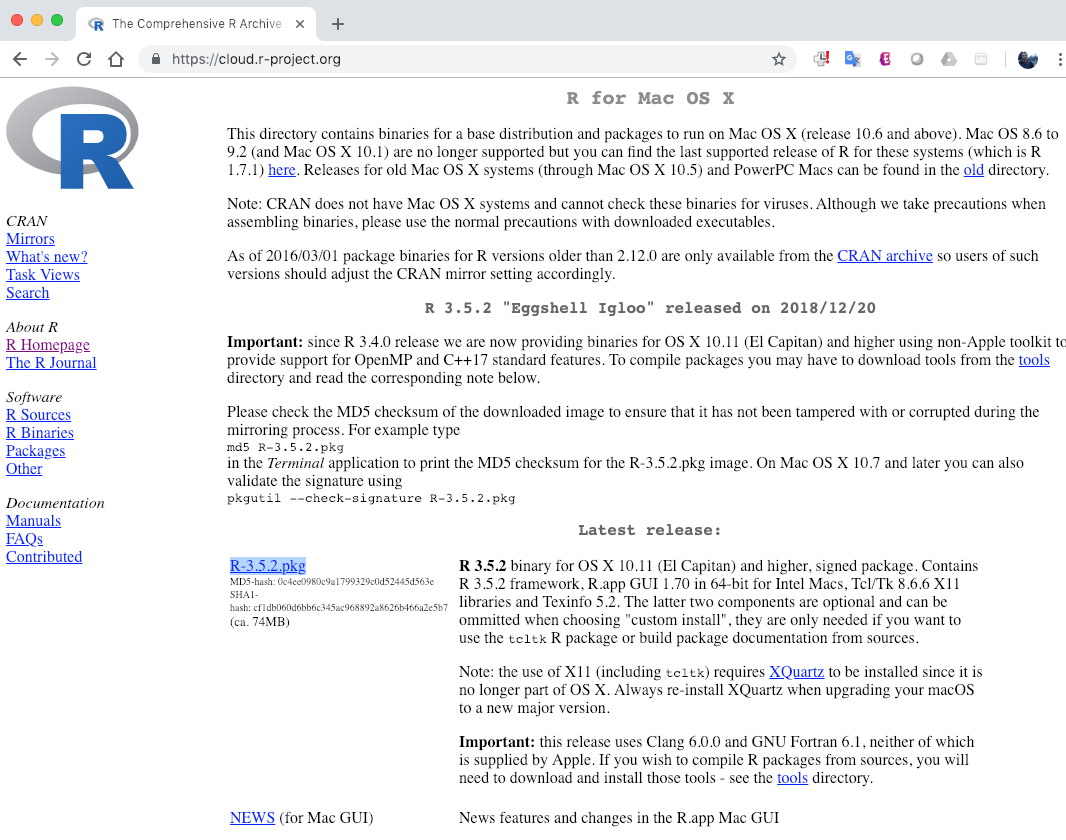 The Comprehensive R Archive
https://cloud.r-project.org
R
CRAN
Mirrors
What's new?
Task Views
Search
About R
R Homepage
The R Journal
Software
R Sources
R Binaries
Packages
Other
Documentation
Manuals
FAQs
Contributed
R for Mac OS X
This directory contains binaries for a base distribution and packages to run on Mac OS X (release 10.6 and above). Mac OS 8.6 to
9.2 (and Mac OS X 10.1) are no longer supported but you can find the last supported release of R for these systems (which is R
1.7.1) here. Releases for old Mac OS X systems (through Mac OS X 10.5) and PowerPC Macs can be found in the old directory.
Note: CRAN does not have Mac OS X systems and cannot check these binaries for viruses. Although we take precautions when
assembling binaries, please use the normal precautions with downloaded executables.
As of 2016/03/01 package binaries for R versions older than 2.12.0 are only available from the CRAN archive so users of such
versions should adjust the CRAN mirror setting accordingly.
R 3.5.2 "Eggshell Igloo" released on 2018/12/20
Important: since R 3.4.0 release we are now providing binaries for OS X 10.11 (El Capitan) and higher using non-Apple toolkit to
provide support for OpenMP and C++17 standard features. To compile packages you may have to download tools from the tools
directory and read the corresponding note below.
Please check the MD5 checksum of the downloaded image to ensure that it has not been tampered with or corrupted during the
mirroring process. For example type
md5 R-3.5.2.pkg
in the Terminal application to print the MD5 checksum for the R-3.5.2.pkg image. On Mac OS X 10.7 and later you can also
validate the signature using
pkgutil --check-signature R-3.5.2.pkg
Latest release:
R-3.5.2.pkg
MD5-hash: 0c4ee0980c9a1799329c0d52445d563e
SHA1-
hash: cf1db060d6bb6c345ac968892a8626b466a2e5b7
(ca. 74MB)
R 3.5.2 binary for OS X 10.11 (El Capitan) and higher, signed package. Contains
R 3.5.2 framework, R.app GUI 1.70 in 64-bit for Intel Macs, Tcl/Tk 8.6.6 X11
libraries and Texinfo 5.2. The latter two components are optional and can be
ommitted when choosing "custom install", they are only needed if you want to
use the tcltk R package or build package documentation from sources.
Note: the use of X11 (including tcltk) requires XQuartz to be installed since it is
no longer part of OS X. Always re-install XQuartz when upgrading your macOS
to a new major version.
Important: this release uses Clang 6.0.0 and GNU Fortran 6.1, neither of which
is supplied by Apple. If you wish to compile R packages from sources, you will
need to download and install those tools - see the tools directory.
NEWS (for Mac GUI)
News features and changes in the R.app Mac GUI